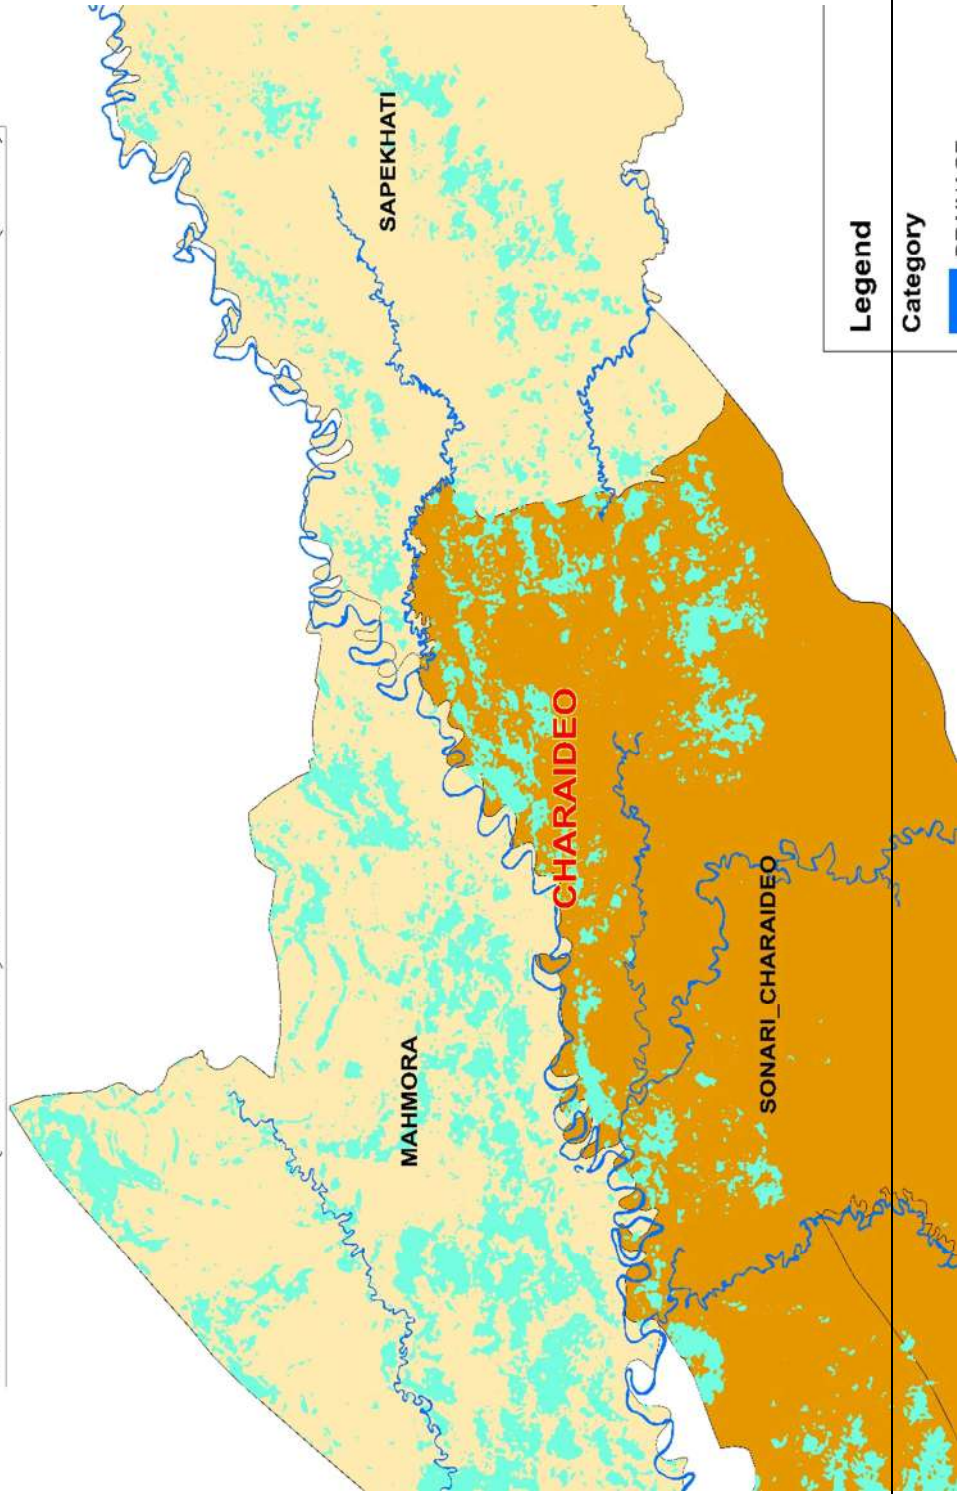 SAPEKHATI
MAHMORA
CHARAIDEO
SONARI_CHARAIDEO
Legend
Category